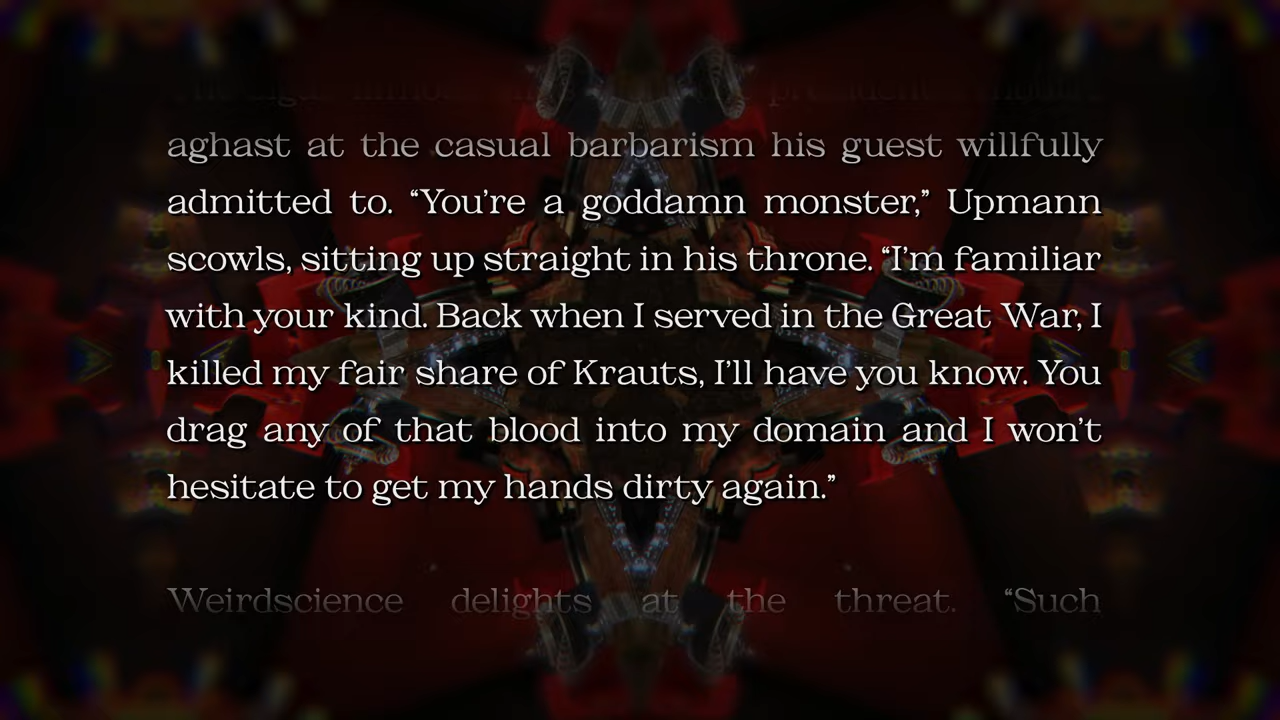 aghast at the casual barbarism his guest willfully
admitted to. “You’re a goddamn monster,” Upmann
scowls, sitting up straight in his throne. “I’m familiar
with your kind. Back when I served in the Great War, I
killed my fair share of Krauts, I’ll have you know. You
drag any of that blood into my domain and I won’t
hesitate to get my hands dirty again.”
Weirdscience delights at the threat. “Such